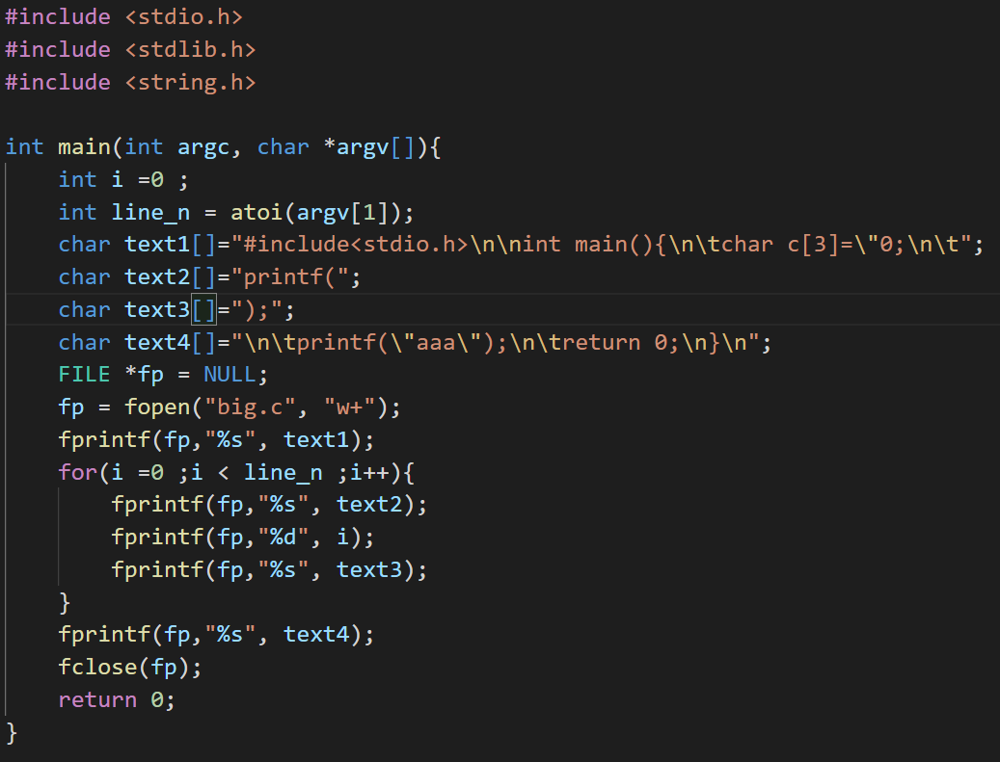 #include <stdio.h>
#include <stdlib.h>
#include <string.h>

int main(int argc, char *argv[]){
    int i =0 ;
    int line_n = atoi(argv[1]);
    char text1[]="#include<stdio.h>\n\nint main(){\n\tchar c[3]=\"0;\n\t";
    char text2[]="printf(";
    char text3[]=");";
    char text4[]="\n\tprintf(\"aaa\");\n\treturn 0;\n}\n";
    FILE *fp = NULL;
    fp = fopen("big.c", "w+");
    fprintf(fp,"%s", text1);
    for(i =0 ;i < line_n ;i++){
        fprintf(fp,"%s", text2);
        fprintf(fp,"%d", i);
        fprintf(fp,"%s", text3);
    }
    fprintf(fp,"%s", text4);
    fclose(fp);
    return 0;
}